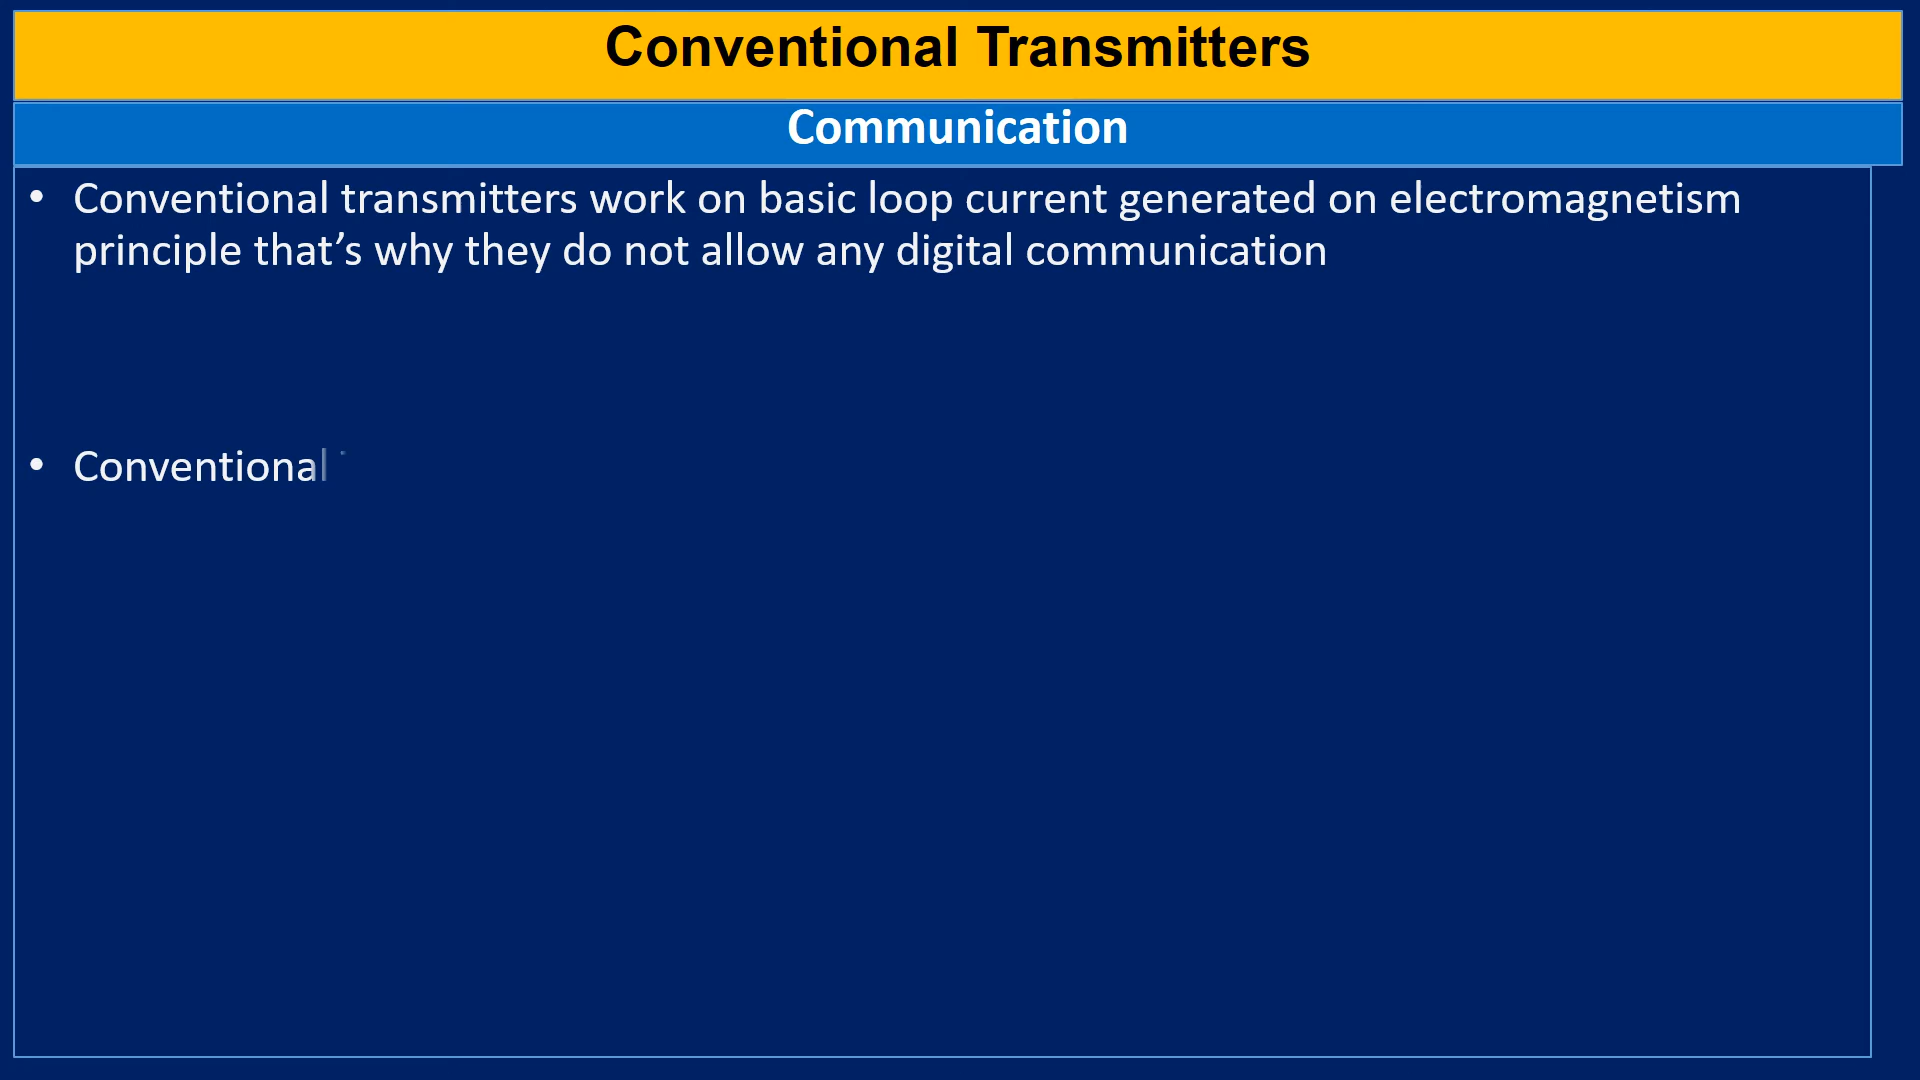 Conventional Transmitters
Communication
• Conventional transmitters work on basic loop current generated on electromagnetism
principle that’s why they do not allow any digital communication
• Conventional